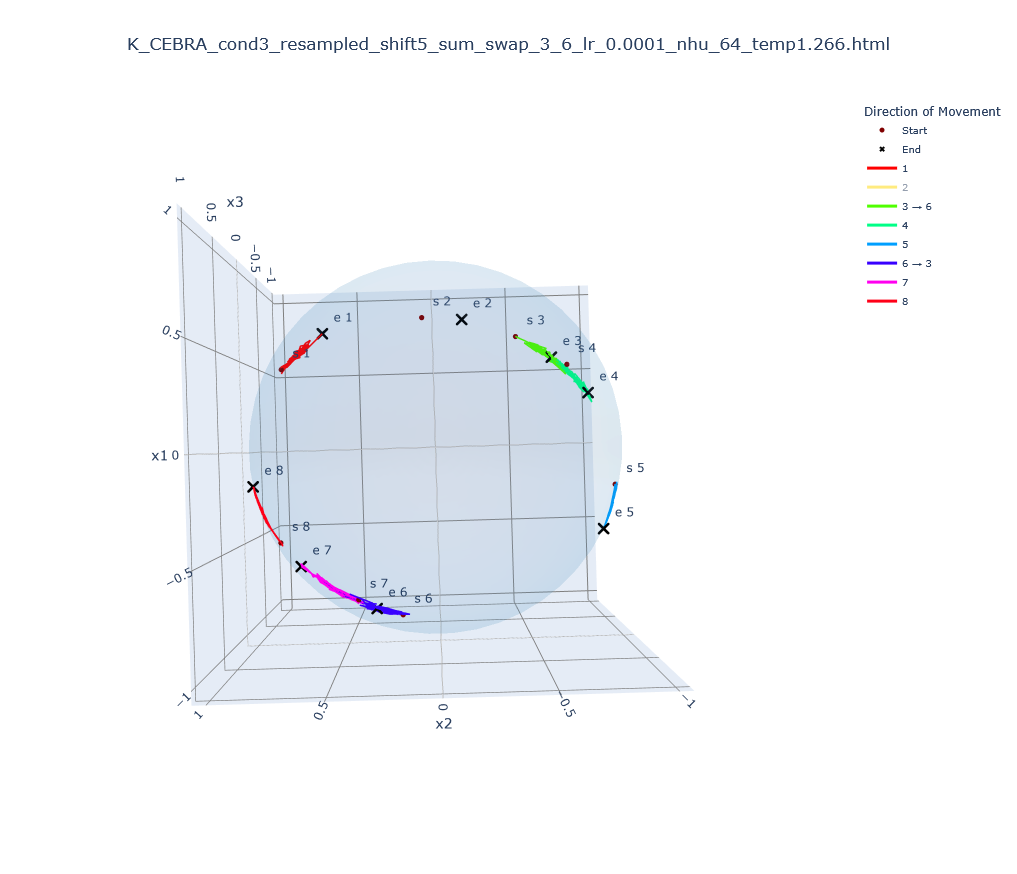 K_CEBRA_cond3_resampled_shift5_sum_swap_3_6_lr_0.0001_nhu_64_temp1.266.html
Direction of Movement
Start
End
1
2
3 → 6
4
5
6 → 3
7
8
x3
1
0.5
0
−0.5
−1
1
0.5
x1
0
−0.5
−1
1
0.5
0
−0.5
−1
x2
e 1
1
s 2
e 2
s 3
e 3
s 4
e 4
s 5
e 5
e 8
s 8
e 7
s 7
e 6
s 6